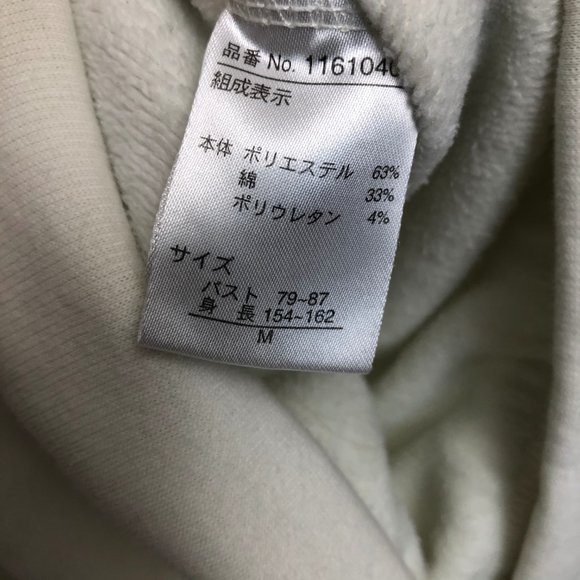 品番 No. 1161040
組成表示
本体 ポリエステル 63%
綿 33%
ポリウレタン 4%
サイズ
バスト 79~87
身長 154~162
M